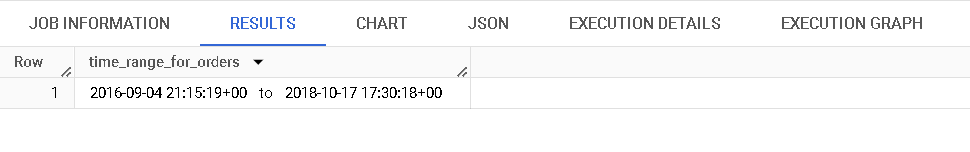 JOB INFORMATION RESULTS CHART JSON EXECUTION DETAILS EXECUTION GRAPH
Row time_range_for_orders
1 2016-09-04 21:15:19+00 to 2018-10-17 17:30:18+00